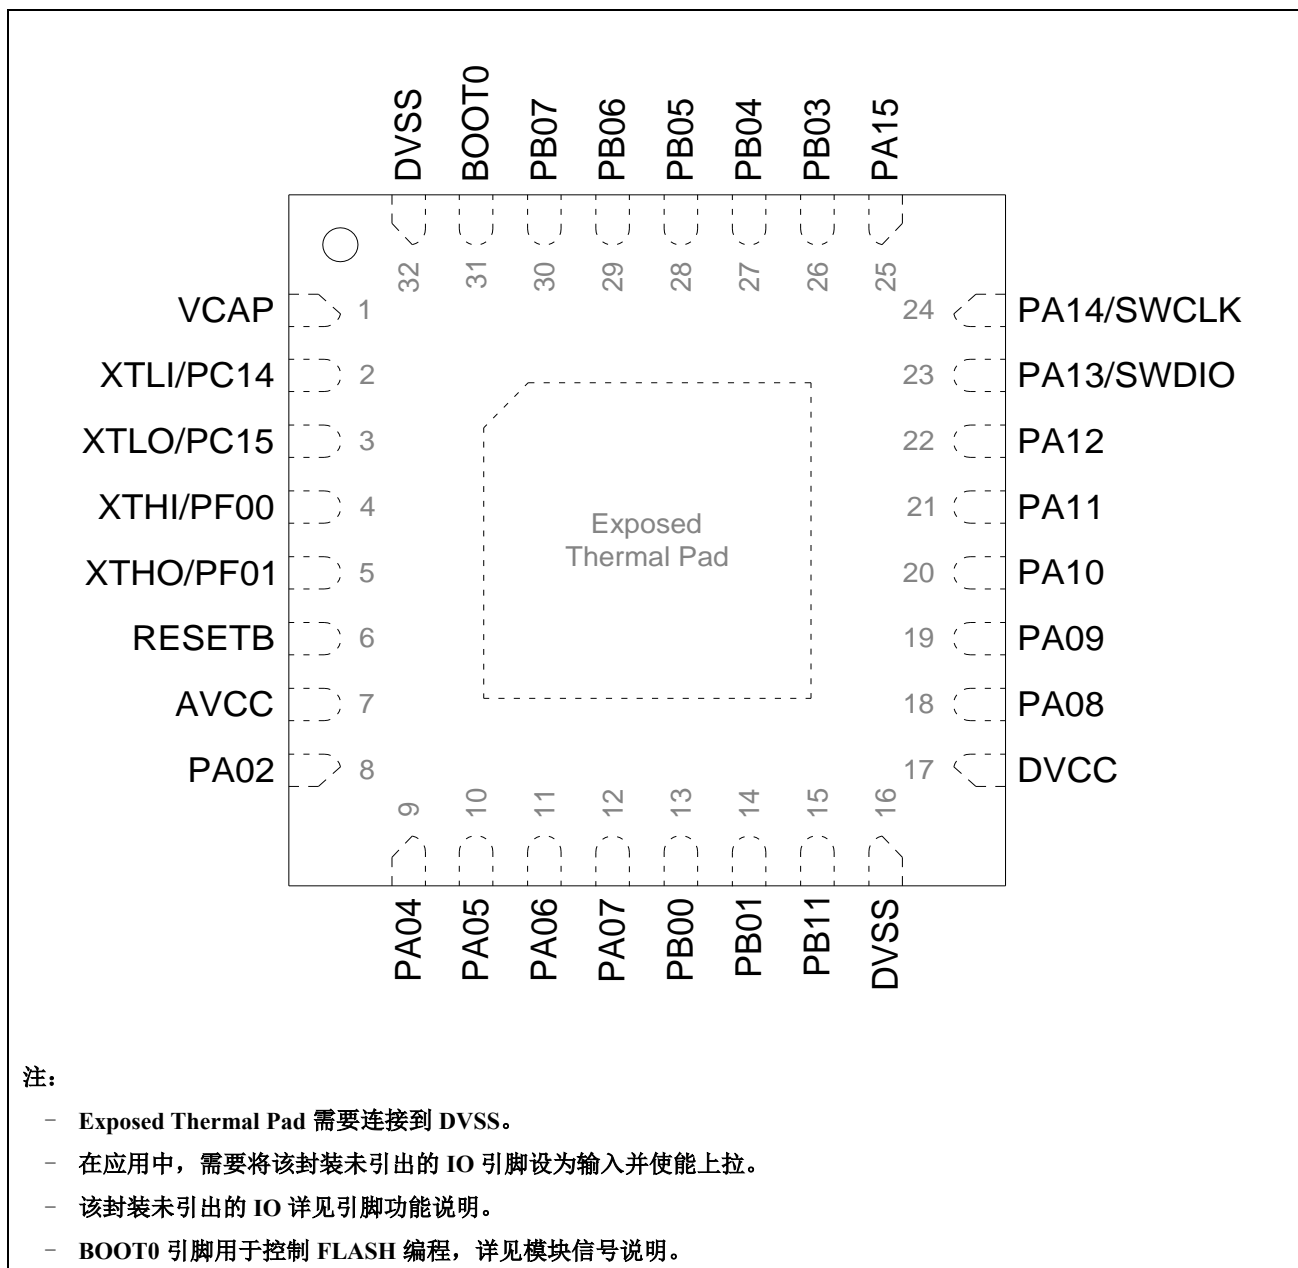 DVSS
BOOT0
PB07
PB06
PB05
PB04
PB03
PA15
32
31
30
29
28
27
26
25
VCAP 1
XTLI/PC14 2
XTLO/PC15 3
XTHI/PF00 4
XTHO/PF01 5
RESETB 6
AVCC 7
PA02 8
24 PA14/SWCLK
23 PA13/SWDIO
22 PA12
21 PA11
20 PA10
19 PA09
18 PA08
17 DVCC
Exposed
Thermal Pad
9
10
11
12
13
14
15
16
PA04
PA05
PA06
PA07
PB00
PB01
PB11
DVSS
注：
- Exposed Thermal Pad 需要连接到 DVSS。
- 在应用中，需要将该封装未引出的 IO 引脚设为输入并使能上拉。
- 该封装未引出的 IO 详见引脚功能说明。
- BOOT0 引脚用于控制 FLASH 编程，详见模块信号说明。